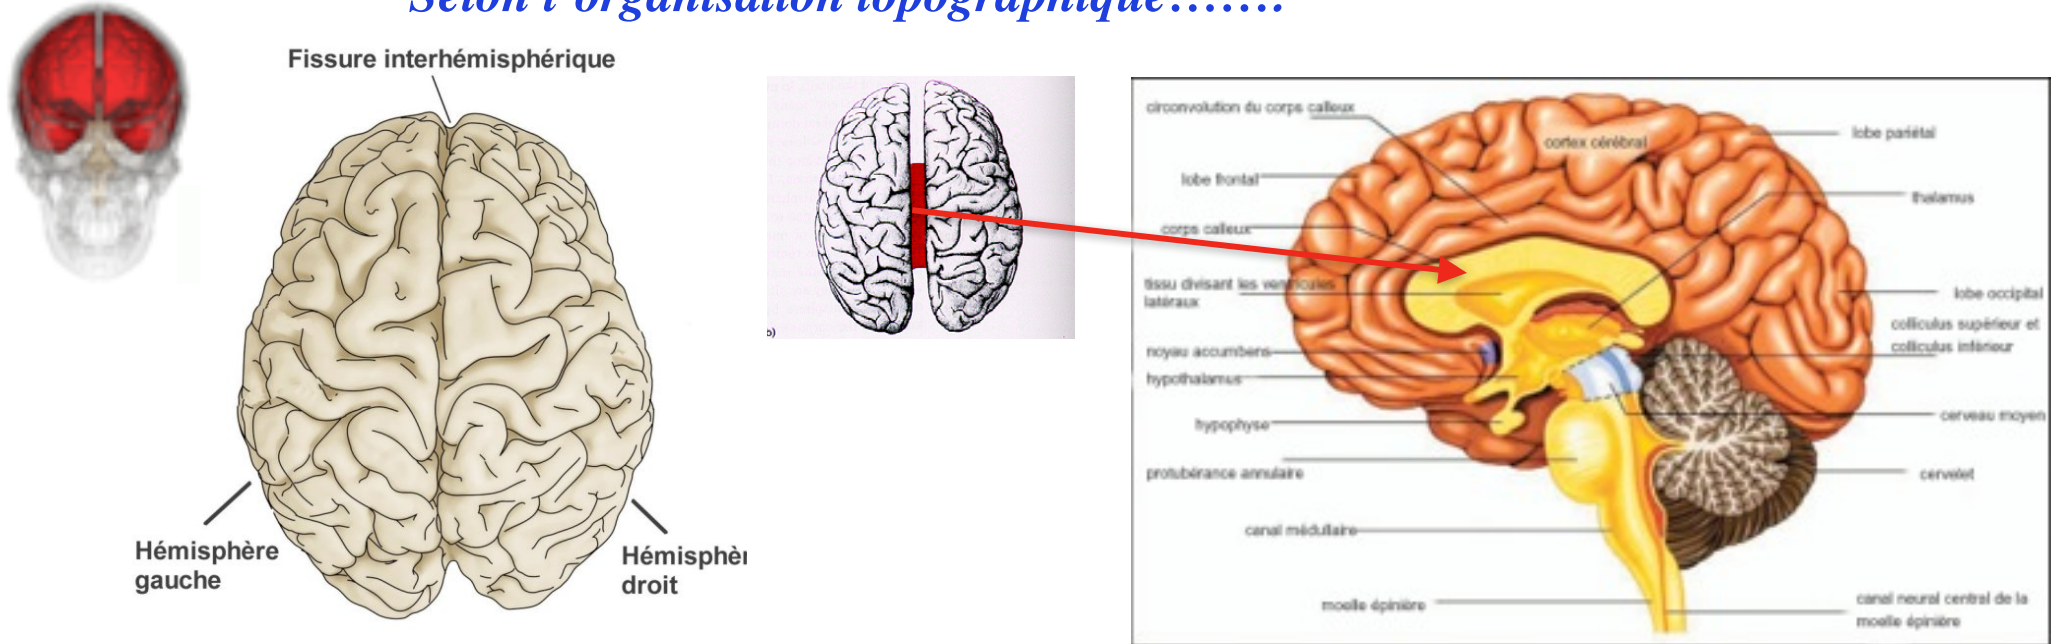 Selon l'organisation topographique…….
Fissure interhémisphérique
Hémisphère
gauche
Hémisphèr
droit
b)
circonvolution du corps calleux
lobe frontal
corps calleux
tissu divisant les ventricules
latéraux
noyau accumbens
hypothalamus
hypophyse
protubérance annulaire
canal médullaire
moelle épinière
cortex cérébral
lobe pariétal
thalamus
lobe occipital
colliculus supérieur et
colliculus inférieur
cerveau moyen
cervelet
canal neural central de la
moelle épinière